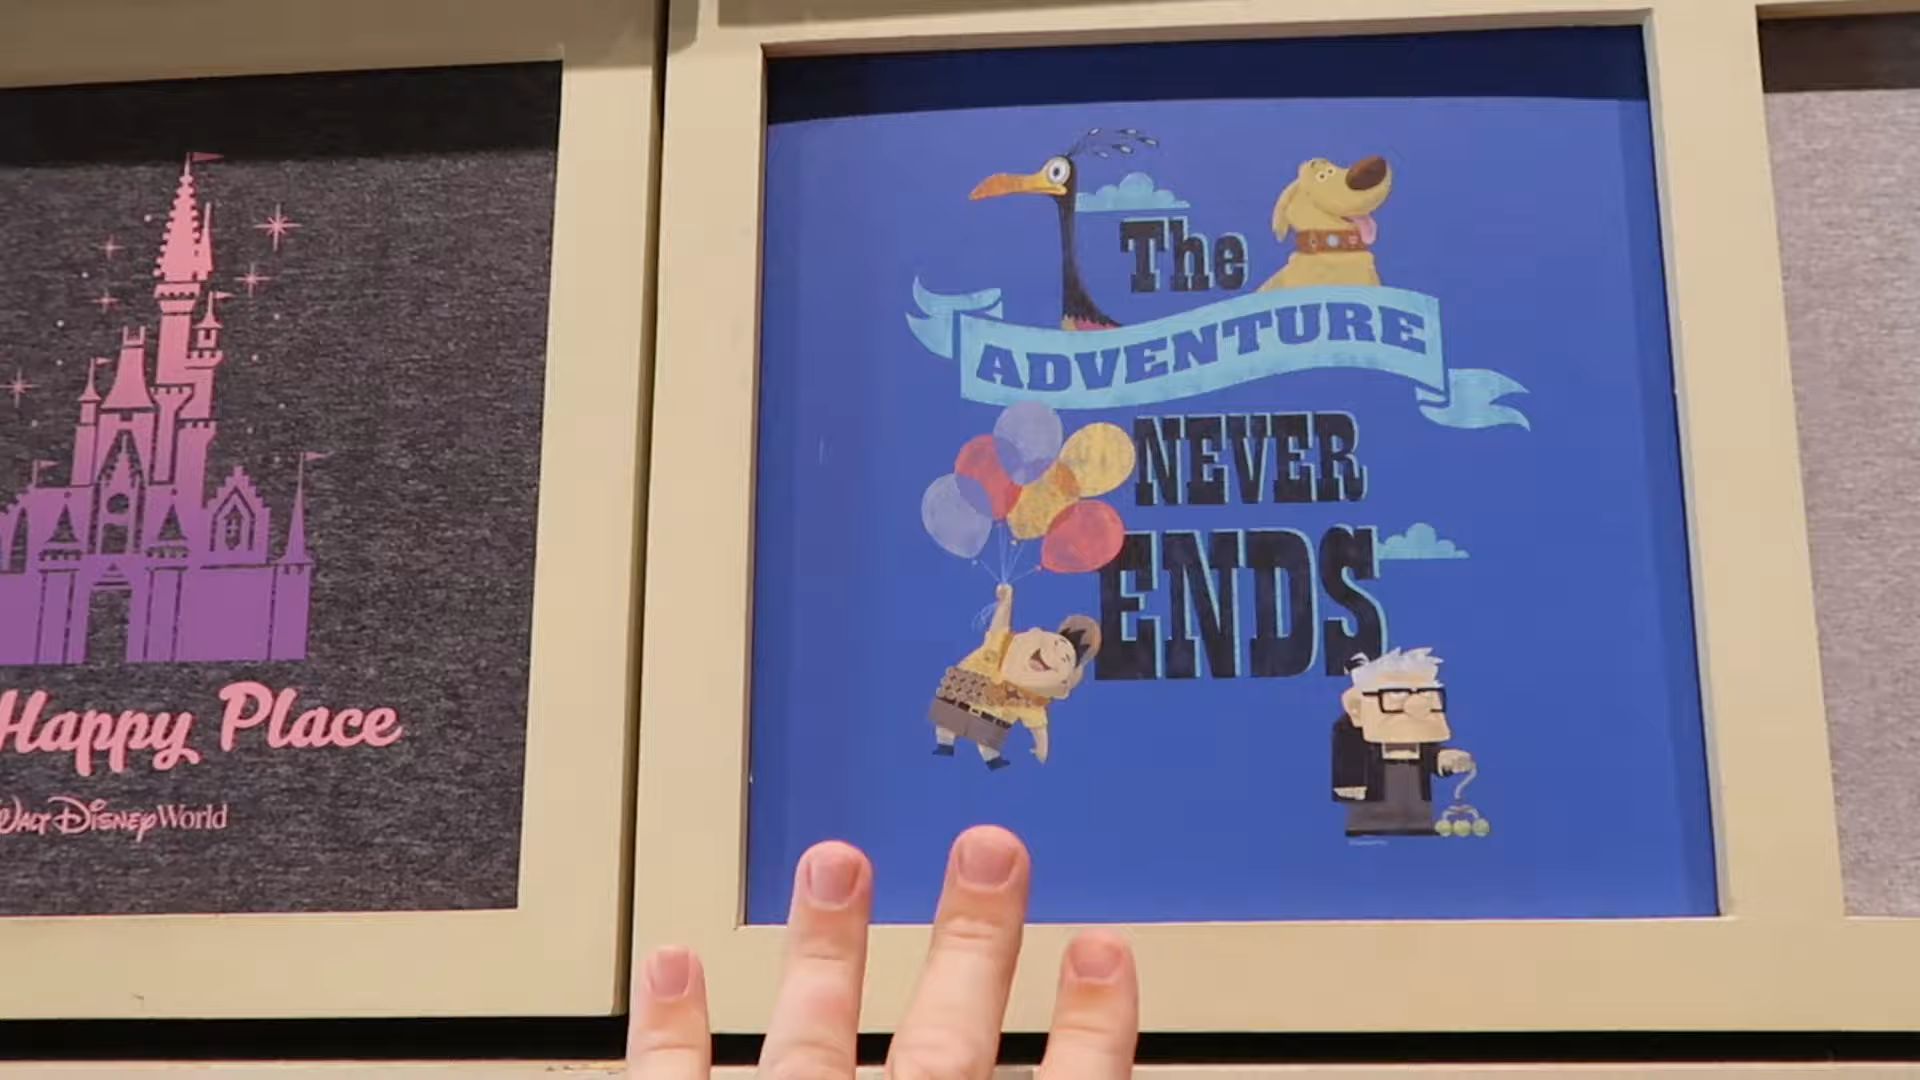 Happy Place
Walt Disney World
The
ADVENTURE
NEVER
ENDS